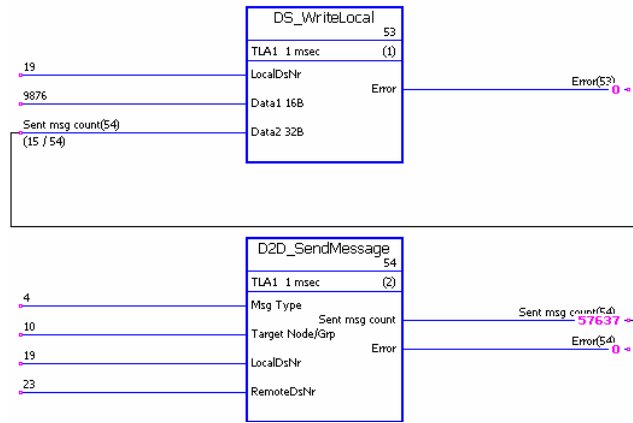 DS_WriteLocal
53
TLA1 1 msec (1)
19
LocalDsNr
Error
Error(53)
0
9876
Data1 16B
Sent msg count(54)
Data2 32B
(15 / 54)
D2D_SendMessage
54
TLA1 1 msec (2)
4
Msg Type
Sent msg count
Sent msg count(54)
57637
10
Target Node/Grp
Error
Error(54)
0
19
LocalDsNr
23
RemoteDsNr